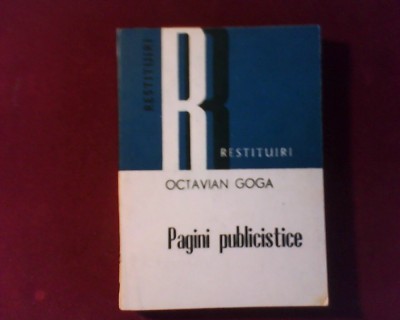 RESTITUIRI
R
RESTITUIRI
OCTAVIAN GOGA
Pagini publicistice